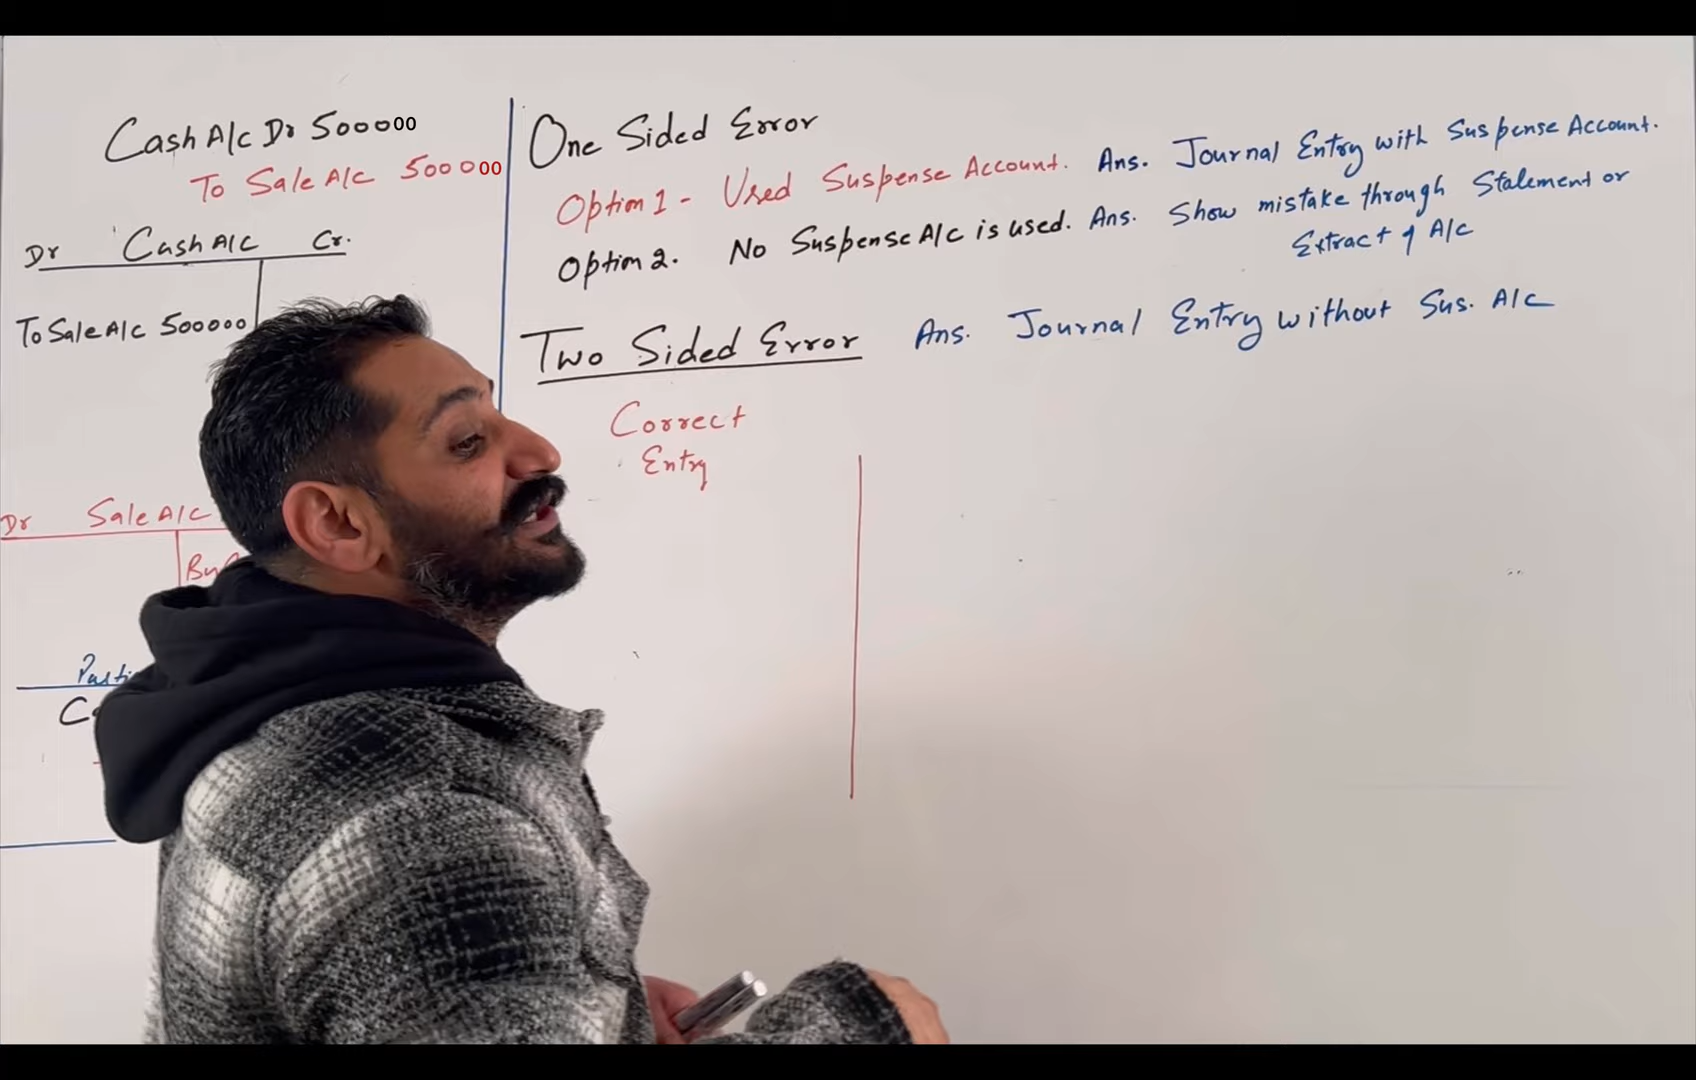 Cash A/c Dr 5000000
To Sale A/c 5000000
Dr Cash A/c Cr.
To Sale A/c 500000
Dr Sale A/c
One Sided Error
Option 1 - Used Suspense Account. Ans. Journal Entry with Suspense Account.
Option 2. No Suspense A/c is used. Ans. Show mistake through Statement or
Extract of A/c
Two Sided Error Ans. Journal Entry without Sus. A/c
Correct
Entry